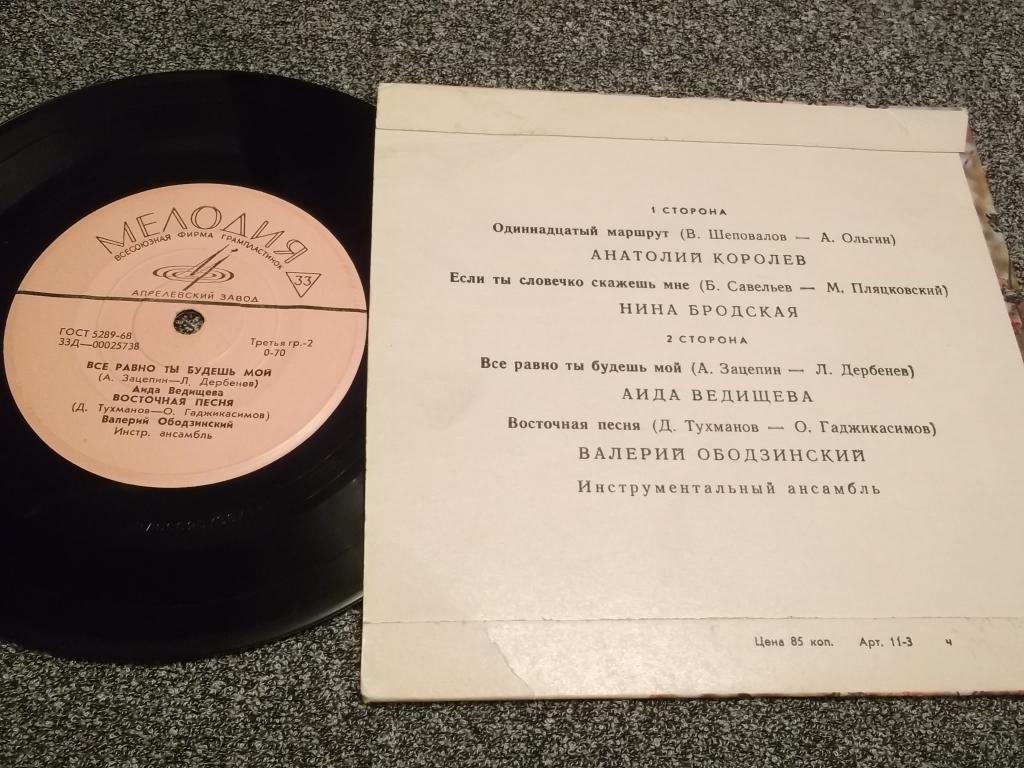 МЕЛОДИЯ
ВСЕСОЮЗНАЯ ФИРМА ГРАМПЛАСТИНОК
33
АПРЕЛЕВСКИЙ ЗАВОД
ГОСТ 5289-68
33Д—00025738
Третья гр.-2
0-70
ВСЕ РАВНО ТЫ БУДЕШЬ МОЙ
(А. Зацепин—Л. Дербенев)
Аида Ведищева
ВОСТОЧНАЯ ПЕСНЯ
(Д. Тухманов—О. Гаджикасимов)
Валерий Ободзинский
Инстр. ансамбль
1 СТОРОНА
Одиннадцатый маршрут (В. Шеповалов — А. Ольгин)
АНАТОЛИЙ КОРОЛЕВ
Если ты словечко скажешь мне (Б. Савельев — М. Пляцковский)
НИНА БРОДСКАЯ
2 СТОРОНА
Все равно ты будешь мой (А. Зацепин — Л. Дербенев)
АИДА ВЕДИЩЕВА
Восточная песня (Д. Тухманов — О. Гаджикасимов)
ВАЛЕРИЙ ОБОДЗИНСКИЙ
Инструментальный ансамбль
Цена 85 коп. Арт. 11-3 ч